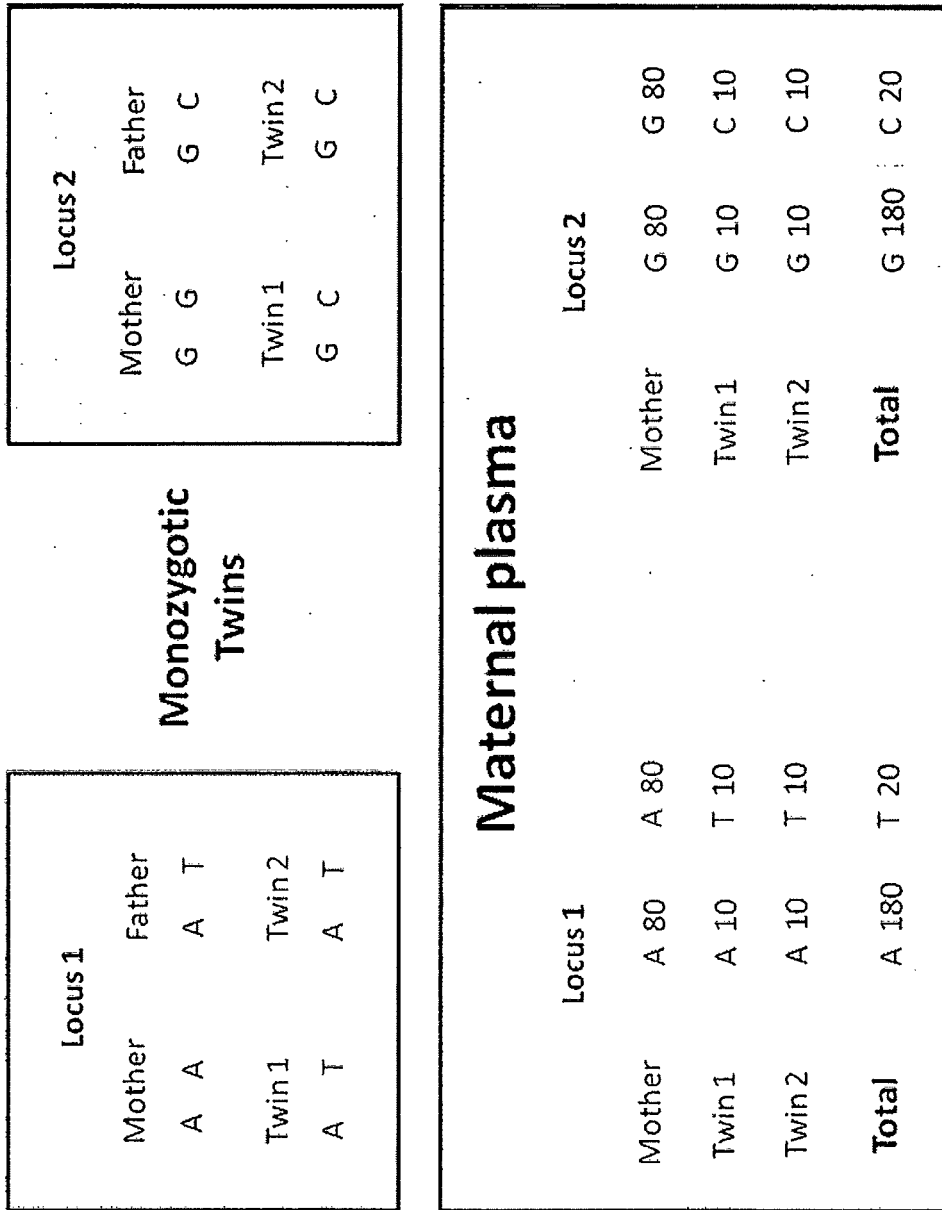 Locus 1
Mother Father
A A A T
Twin 1 Twin 2
A T A T
Monozygotic
Twins
Locus 2
Mother Father
G G G C
Twin 1 Twin 2
G C G C
Maternal plasma
Locus 1
Mother A 80 A 80
Twin 1 A 10 T 10
Twin 2 A 10 T 10
Total A 180 T 20
Locus 2
Mother G 80 G 80
Twin 1 G 10 C 10
Twin 2 G 10 C 10
Total G 180 C 20